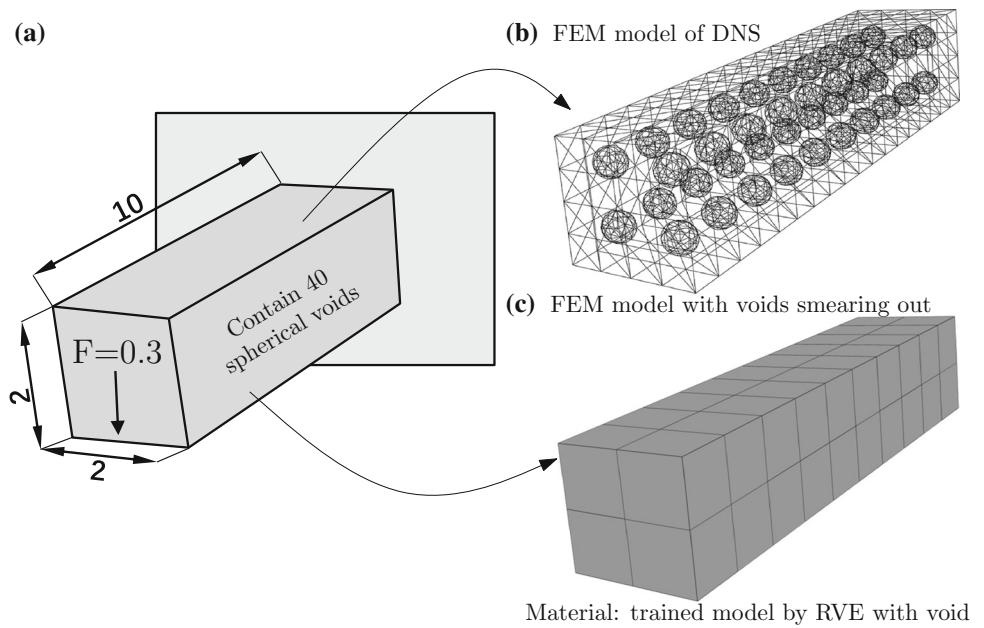 (a)
10
F=0.3
Contain 40
spherical voids
2
2
(b) FEM model of DNS
(c) FEM model with voids smearing out
Material: trained model by RVE with void